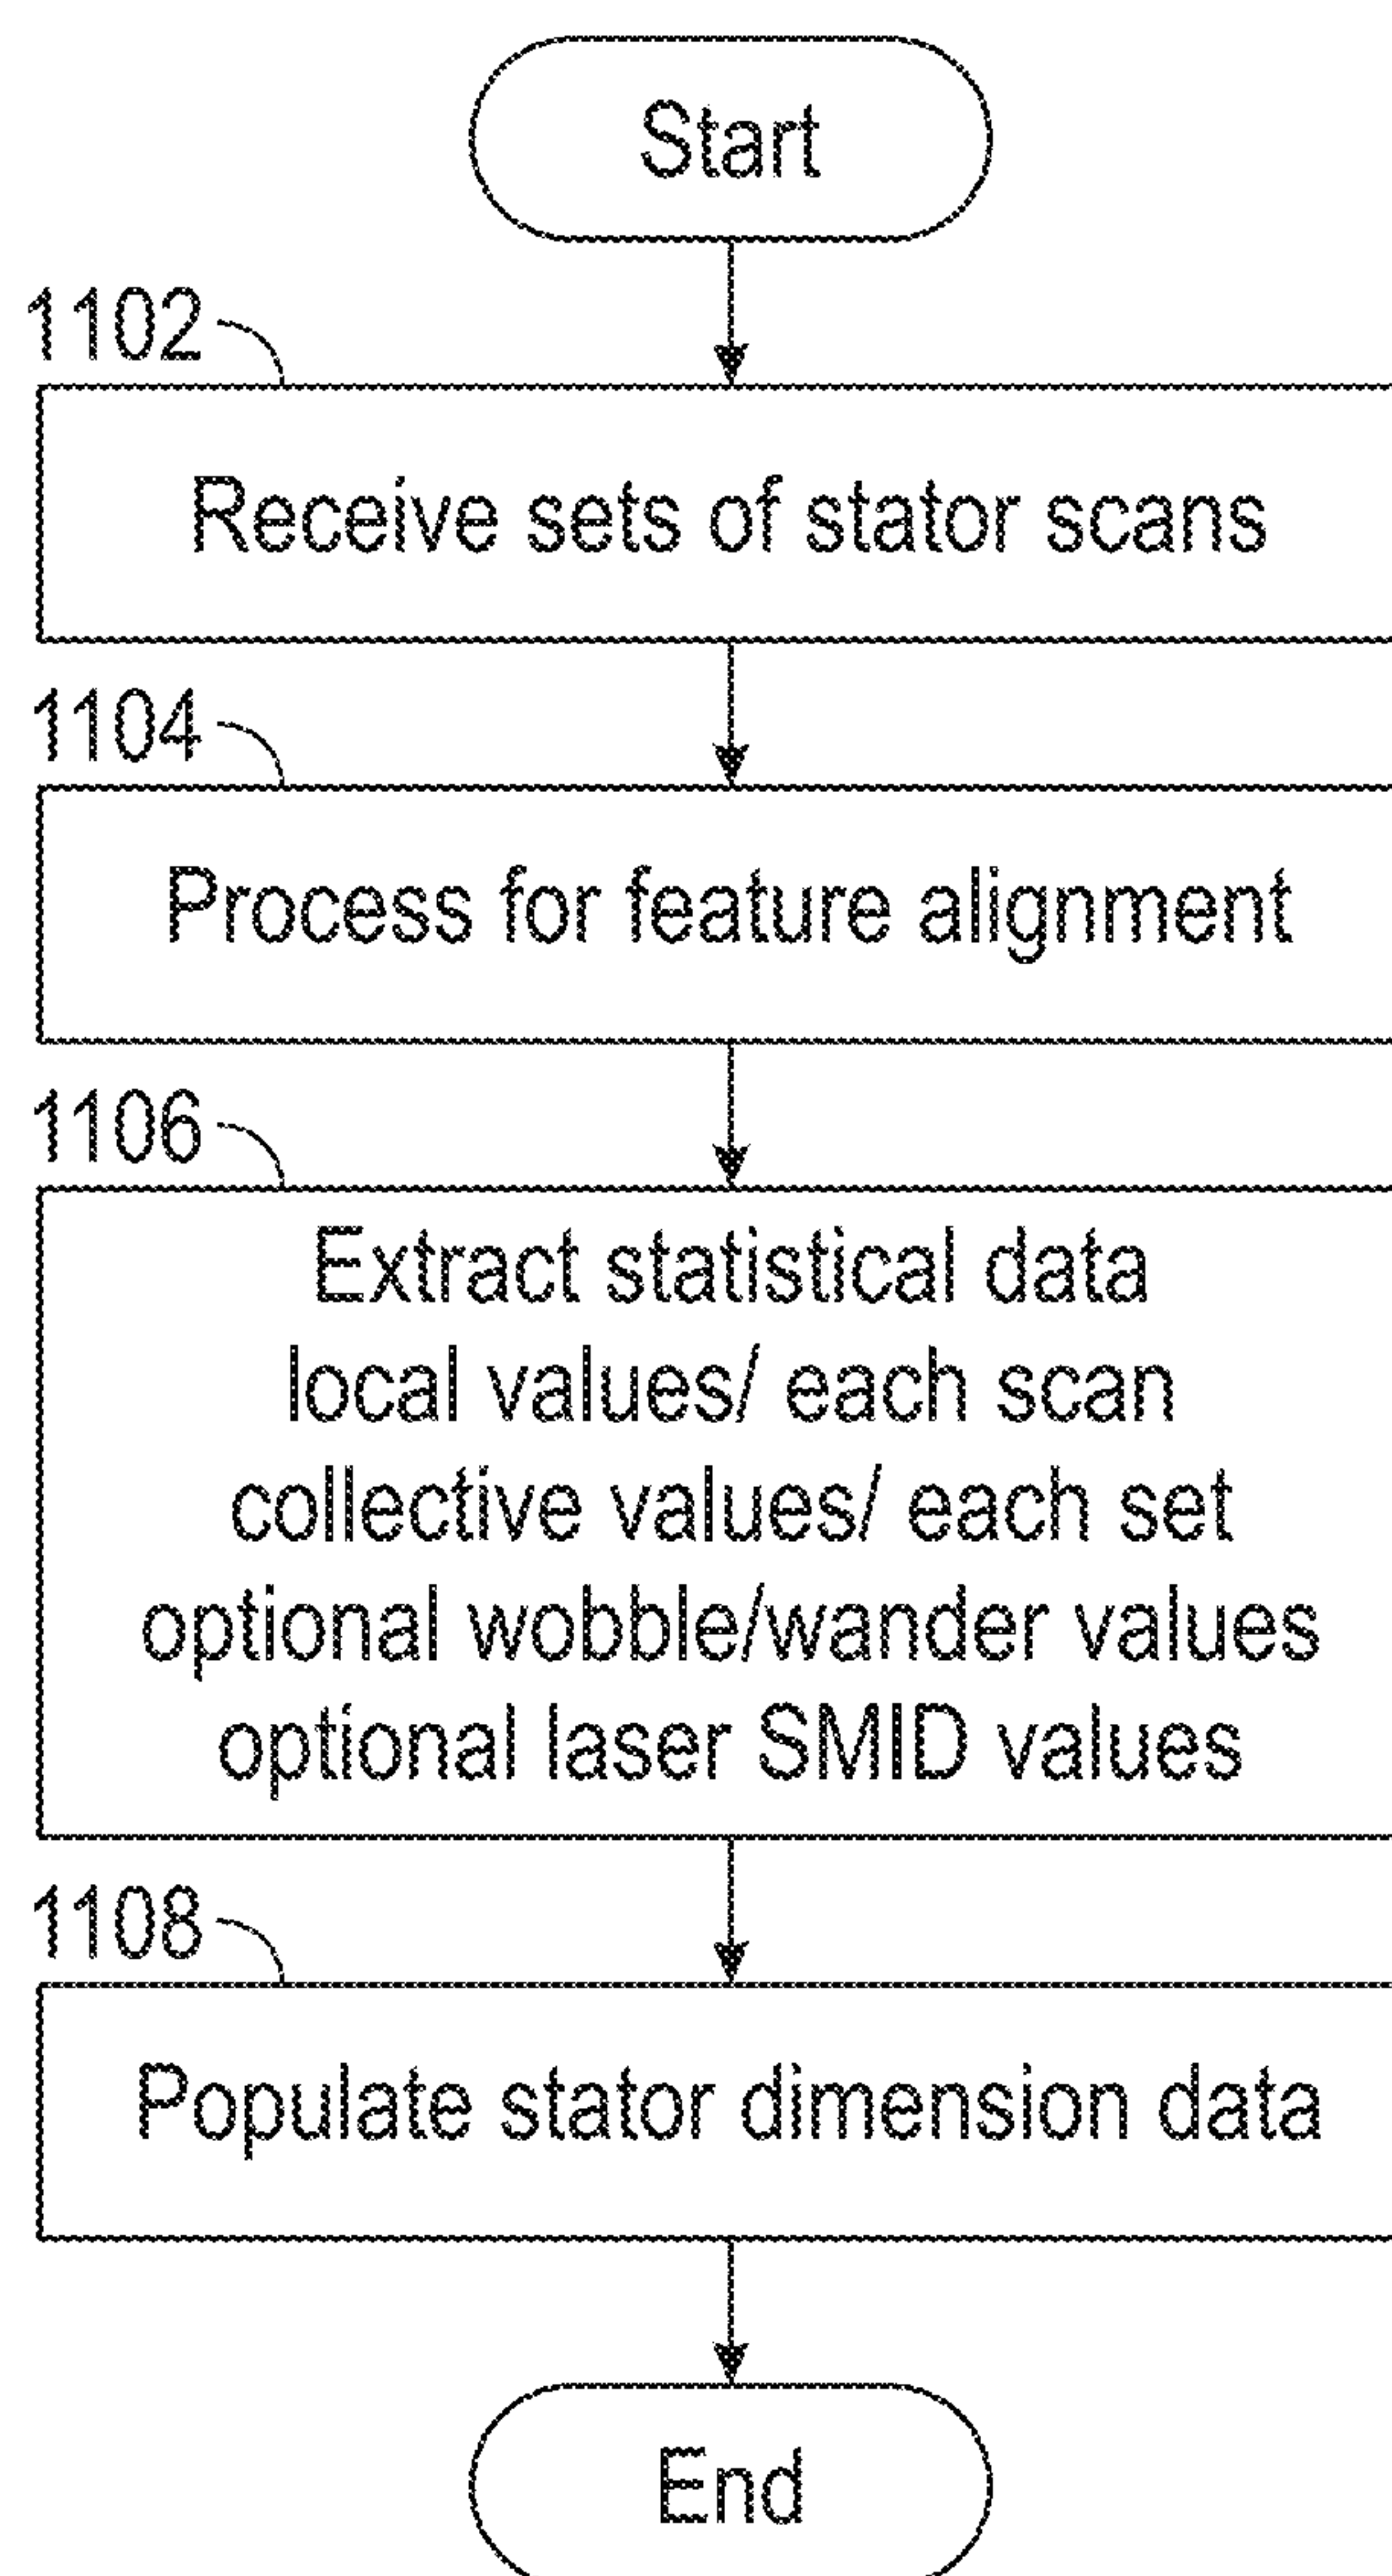 Start
1102
Receive sets of stator scans
1104
Process for feature alignment
1106
Extract statistical data
local values/ each scan
collective values/ each set
optional wobble/wander values
optional laser SMID values
1108
Populate stator dimension data
End